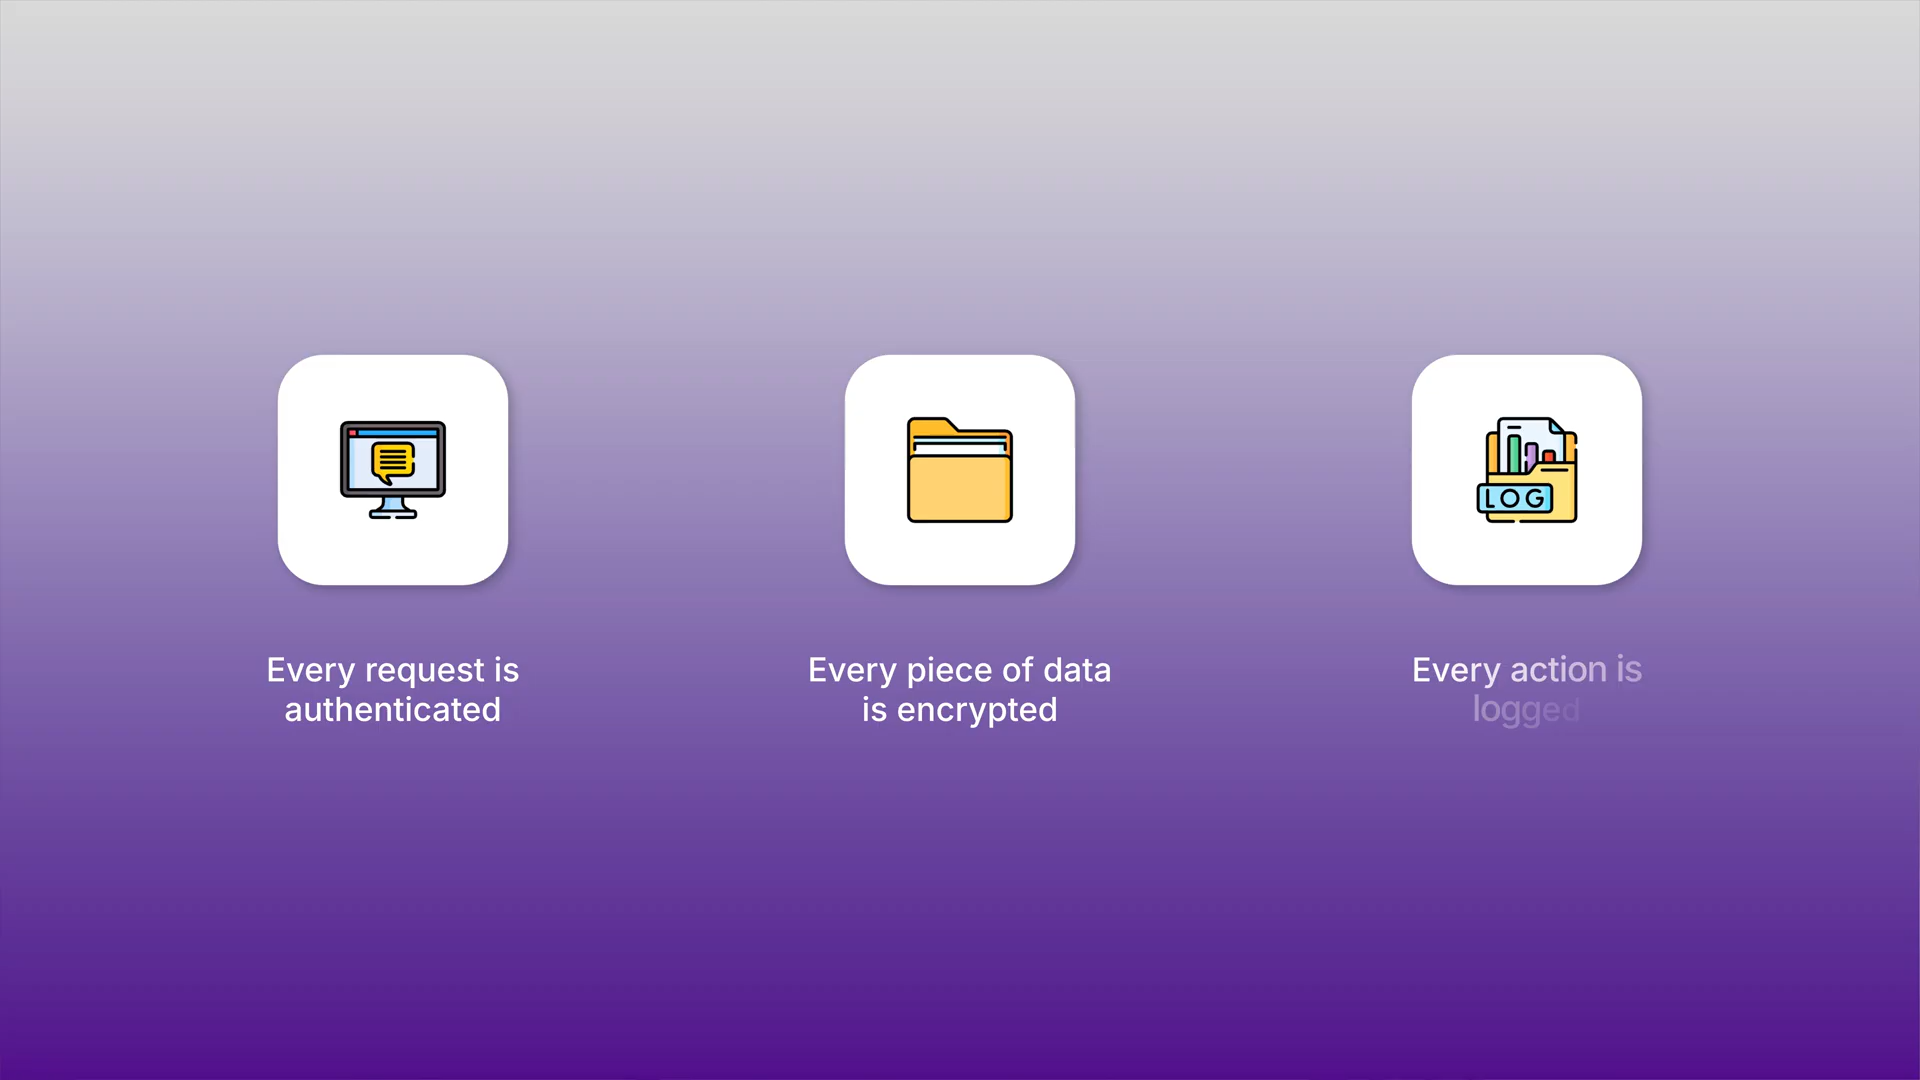 LOG
Every request is
authenticated
Every piece of data
is encrypted
Every action is
logged